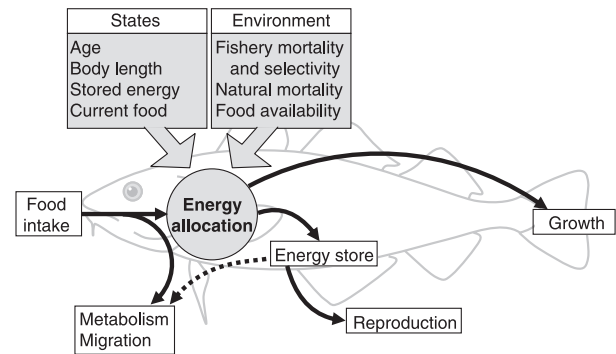 States
Age
Body length
Stored energy
Current food
Environment
Fishery mortality
and selectivity
Natural mortality
Food availability
Food
intake
Energy
allocation
Growth
Energy store
Metabolism
Migration
Reproduction